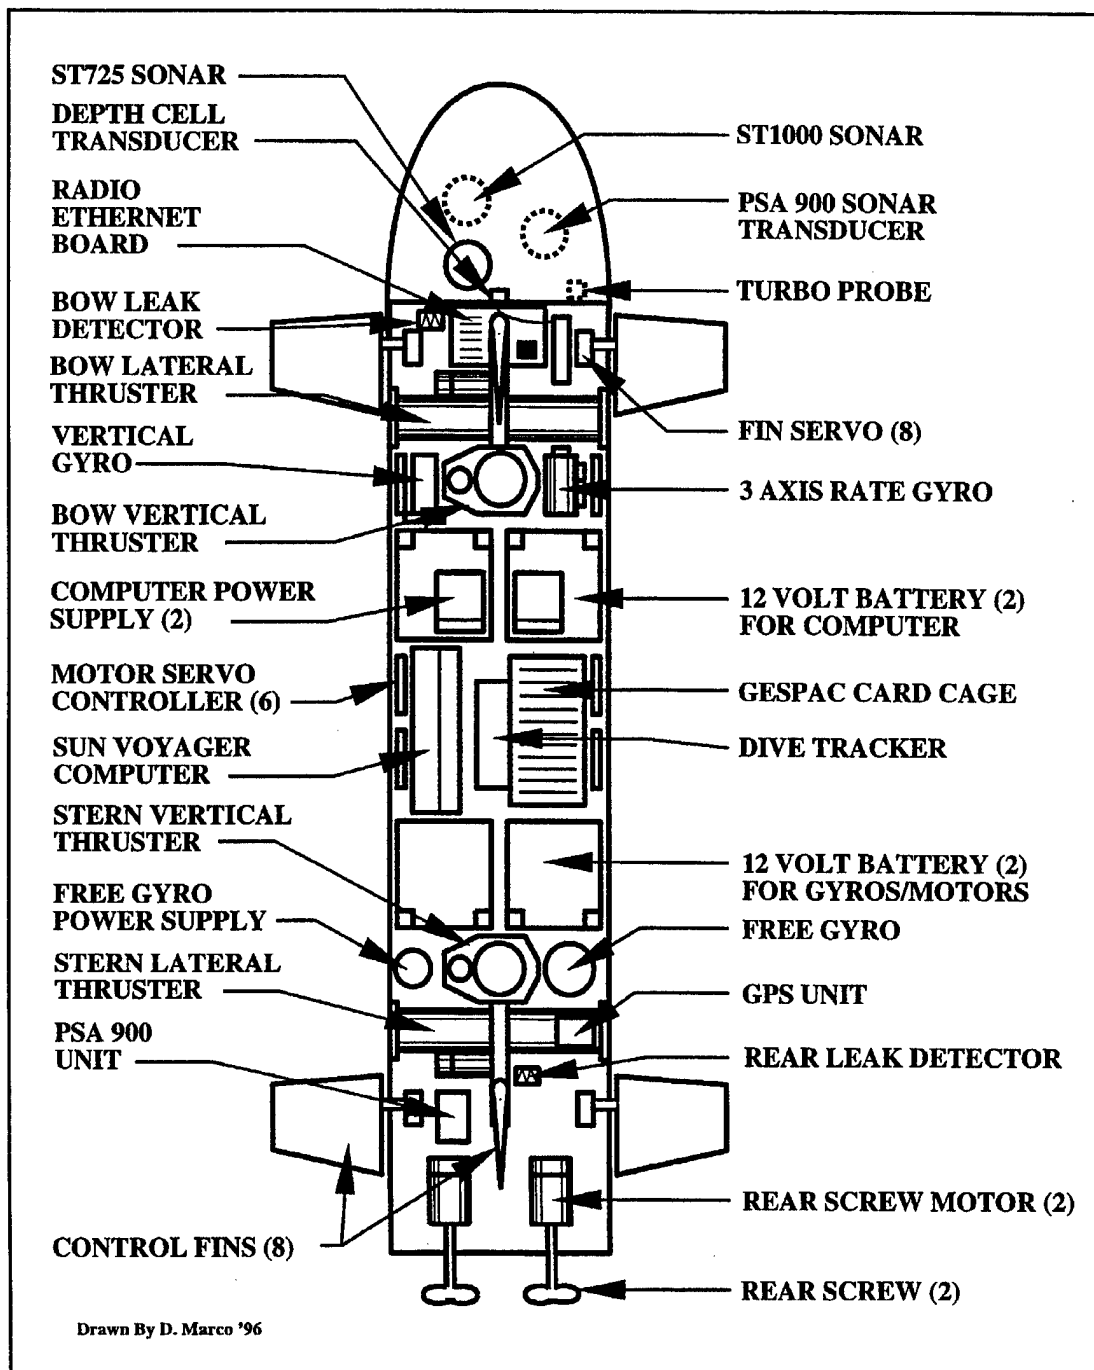 ST725 SONAR
DEPTH CELL
TRANSDUCER
RADIO
ETHERNET
BOARD
BOW LEAK
DETECTOR
BOW LATERAL
THRUSTER
VERTICAL
GYRO
BOW VERTICAL
THRUSTER
COMPUTER POWER
SUPPLY (2)
MOTOR SERVO
CONTROLLER (6)
SUN VOYAGER
COMPUTER
STERN VERTICAL
THRUSTER
FREE GYRO
POWER SUPPLY
STERN LATERAL
THRUSTER
PSA 900
UNIT
CONTROL FINS (8)
ST1000 SONAR
PSA 900 SONAR
TRANSDUCER
TURBO PROBE
FIN SERVO (8)
3 AXIS RATE GYRO
12 VOLT BATTERY (2)
FOR COMPUTER
GESPAC CARD CAGE
DIVE TRACKER
12 VOLT BATTERY (2)
FOR GYROS/MOTORS
FREE GYRO
GPS UNIT
REAR LEAK DETECTOR
REAR SCREW MOTOR (2)
REAR SCREW (2)
Drawn By D. Marco '96